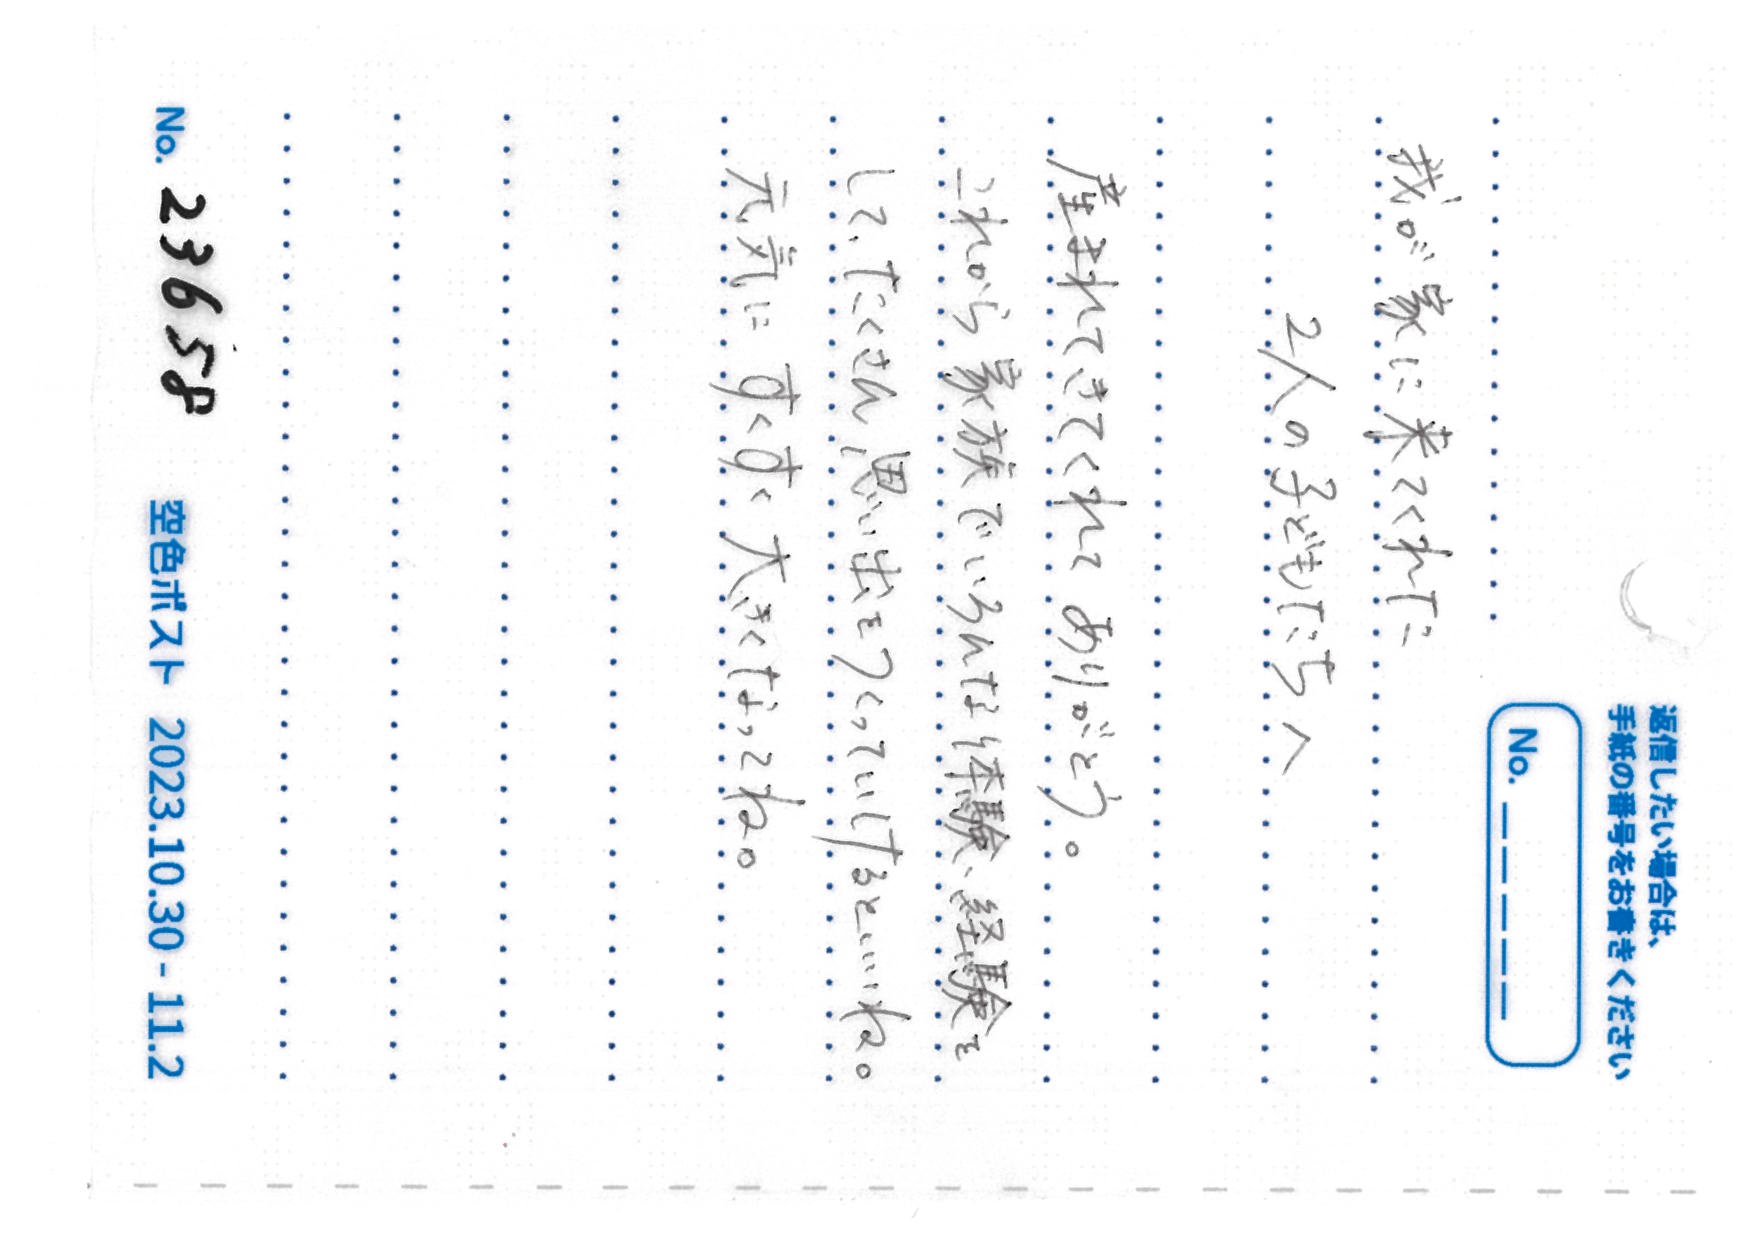 返信したい場合は、
手紙の番号をお書きください
No. _ _ _ _ _
我が家に来てくれた
2人の子どもたちへ
産まれてきてくれて ありがとう。
これから家族でいろんな体験、経験を
して、たくさん思い出をつくっていけるといいね。
元気に すくすく 大きくなってね。
No. 23658 空色ポスト 2023.10.30 - 11.2